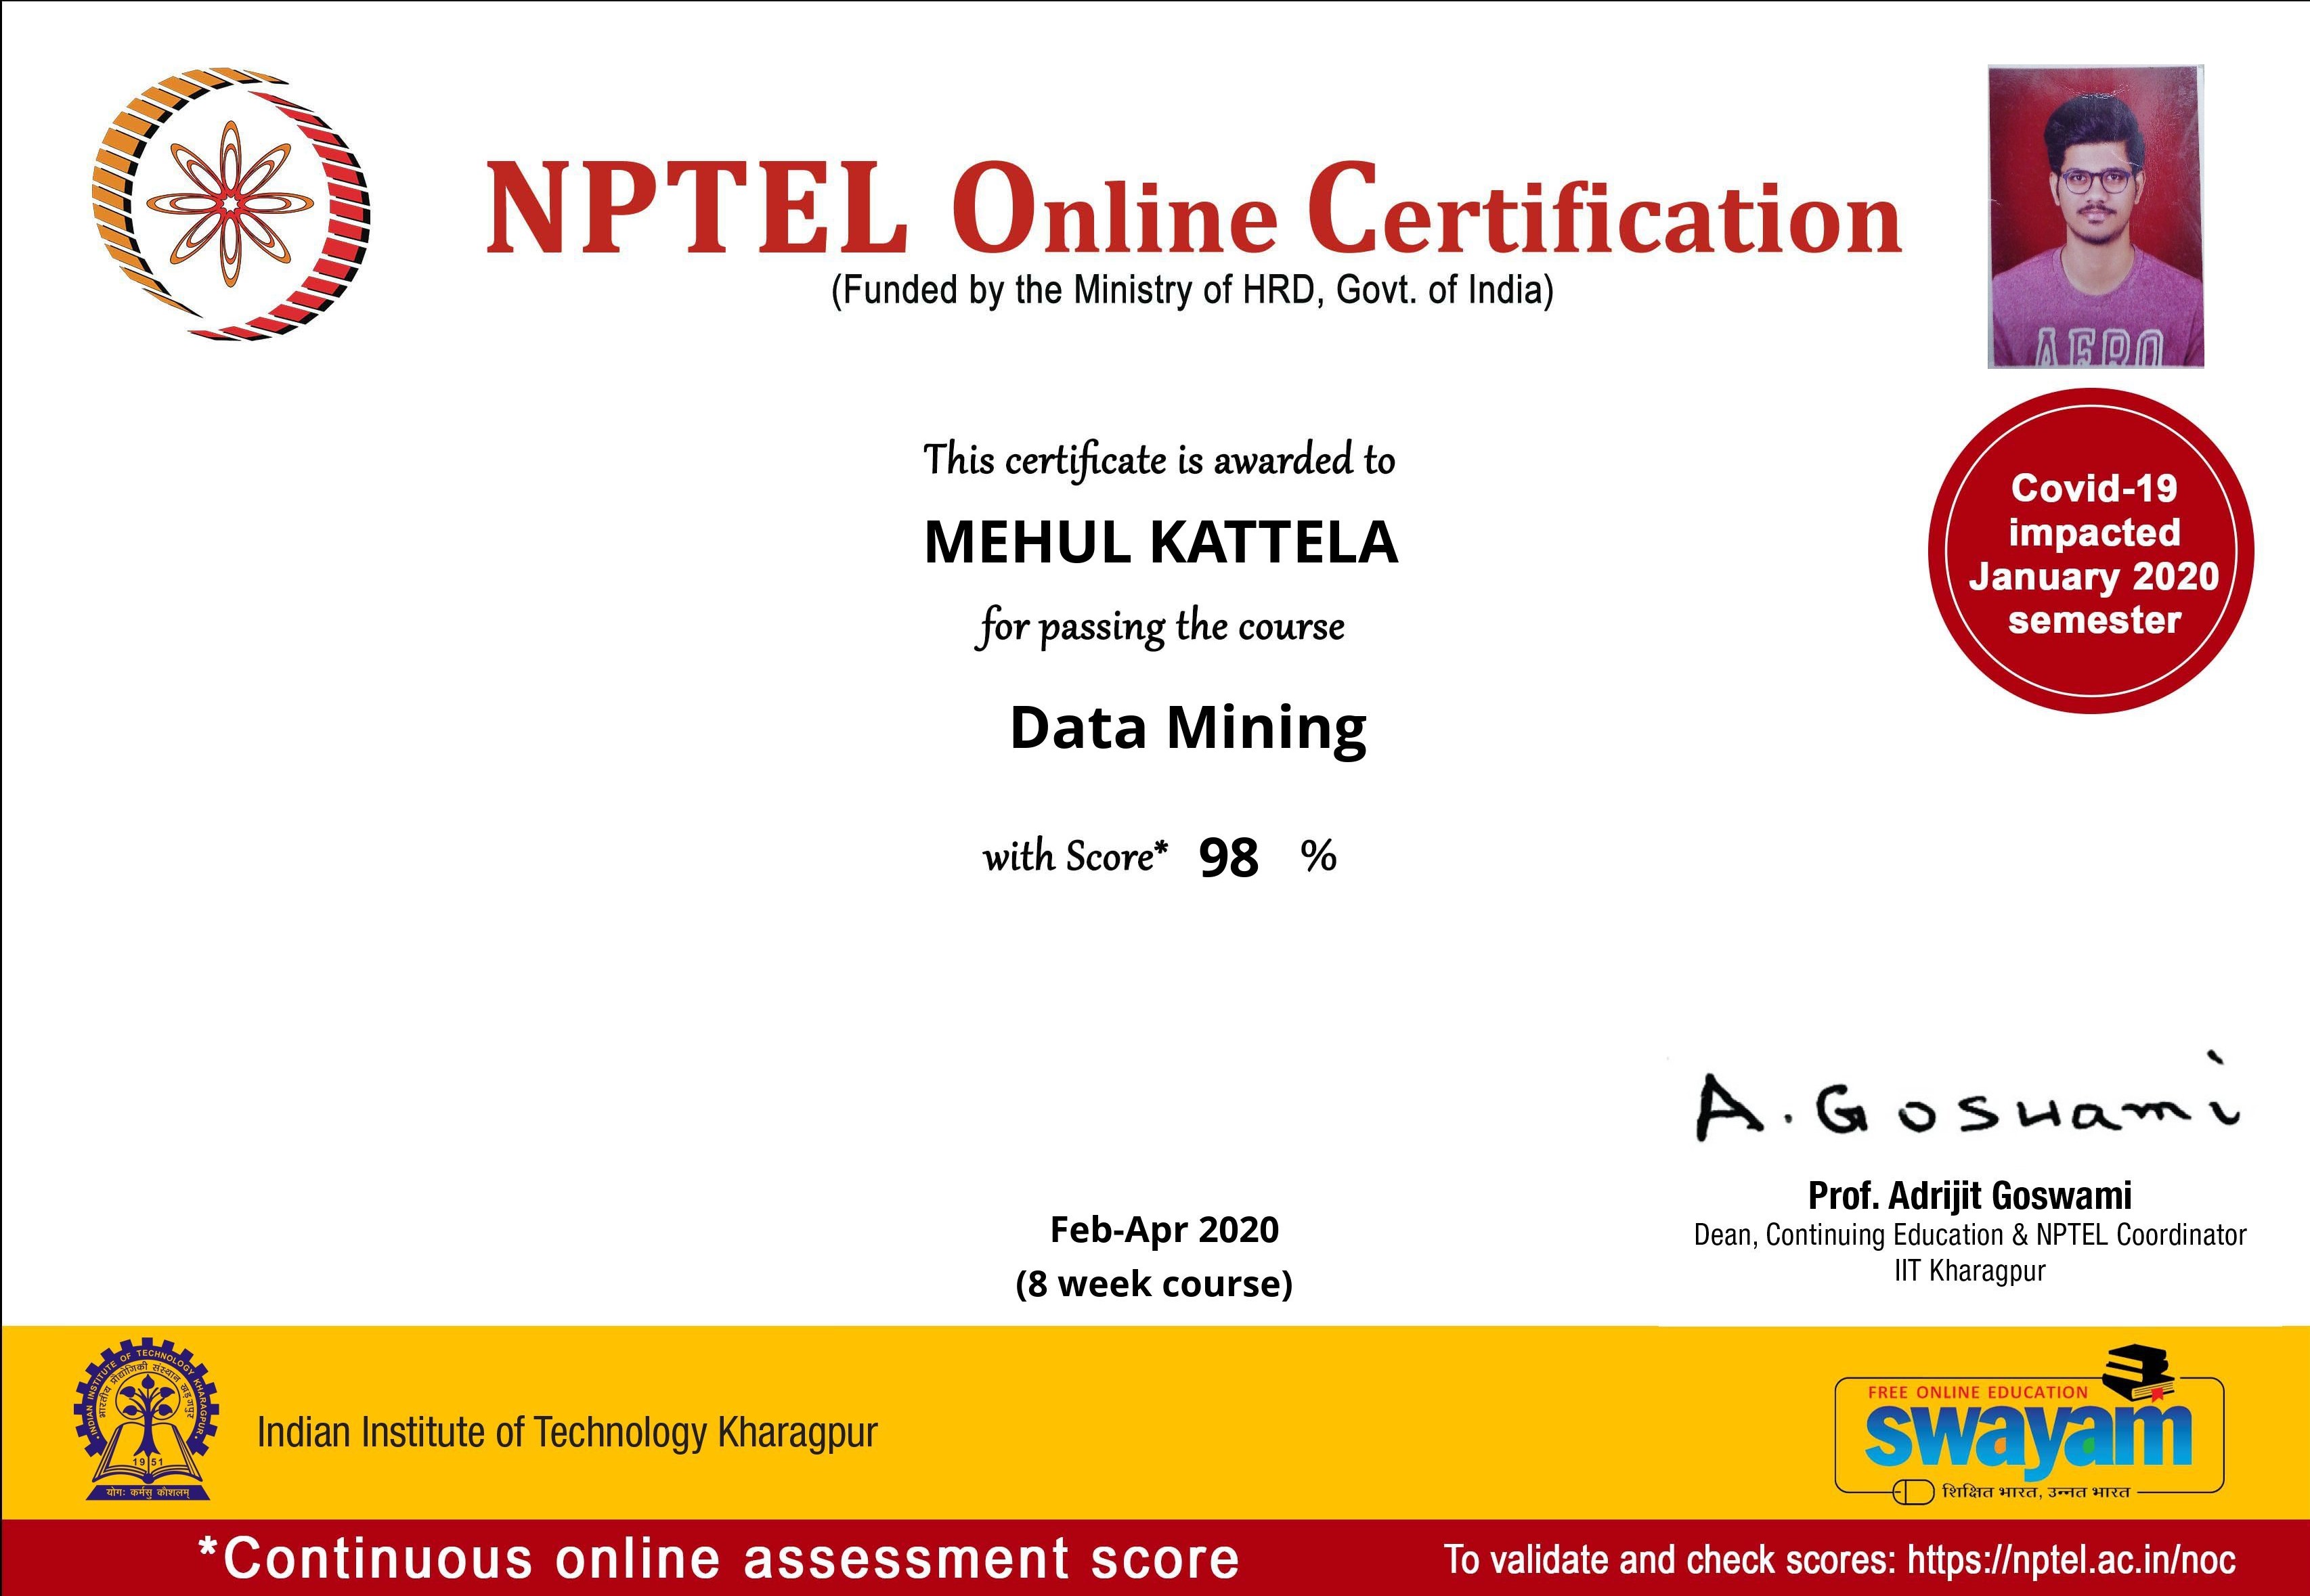 NPTEL Online Certification
(Funded by the Ministry of HRD, Govt. of India)
AERO
This certificate is awarded to
MEHUL KATTELA
for passing the course
Data Mining
with Score* 98 %
Covid-19
impacted
January 2020
semester
A. Goswami
Prof. Adrijit Goswami
Dean, Continuing Education & NPTEL Coordinator
IIT Kharagpur
Feb-Apr 2020
(8 week course)
INDIAN INSTITUTE OF TECHNOLOGY KHARAGPUR
भारतीय प्रौद्योगिकी संस्थान खड़गपुर
1951
योगः कर्मसु कौशलम्
Indian Institute of Technology Kharagpur
FREE ONLINE EDUCATION
swayam
शिक्षित भारत, उन्नत भारत
*Continuous online assessment score
To validate and check scores: https://nptel.ac.in/noc